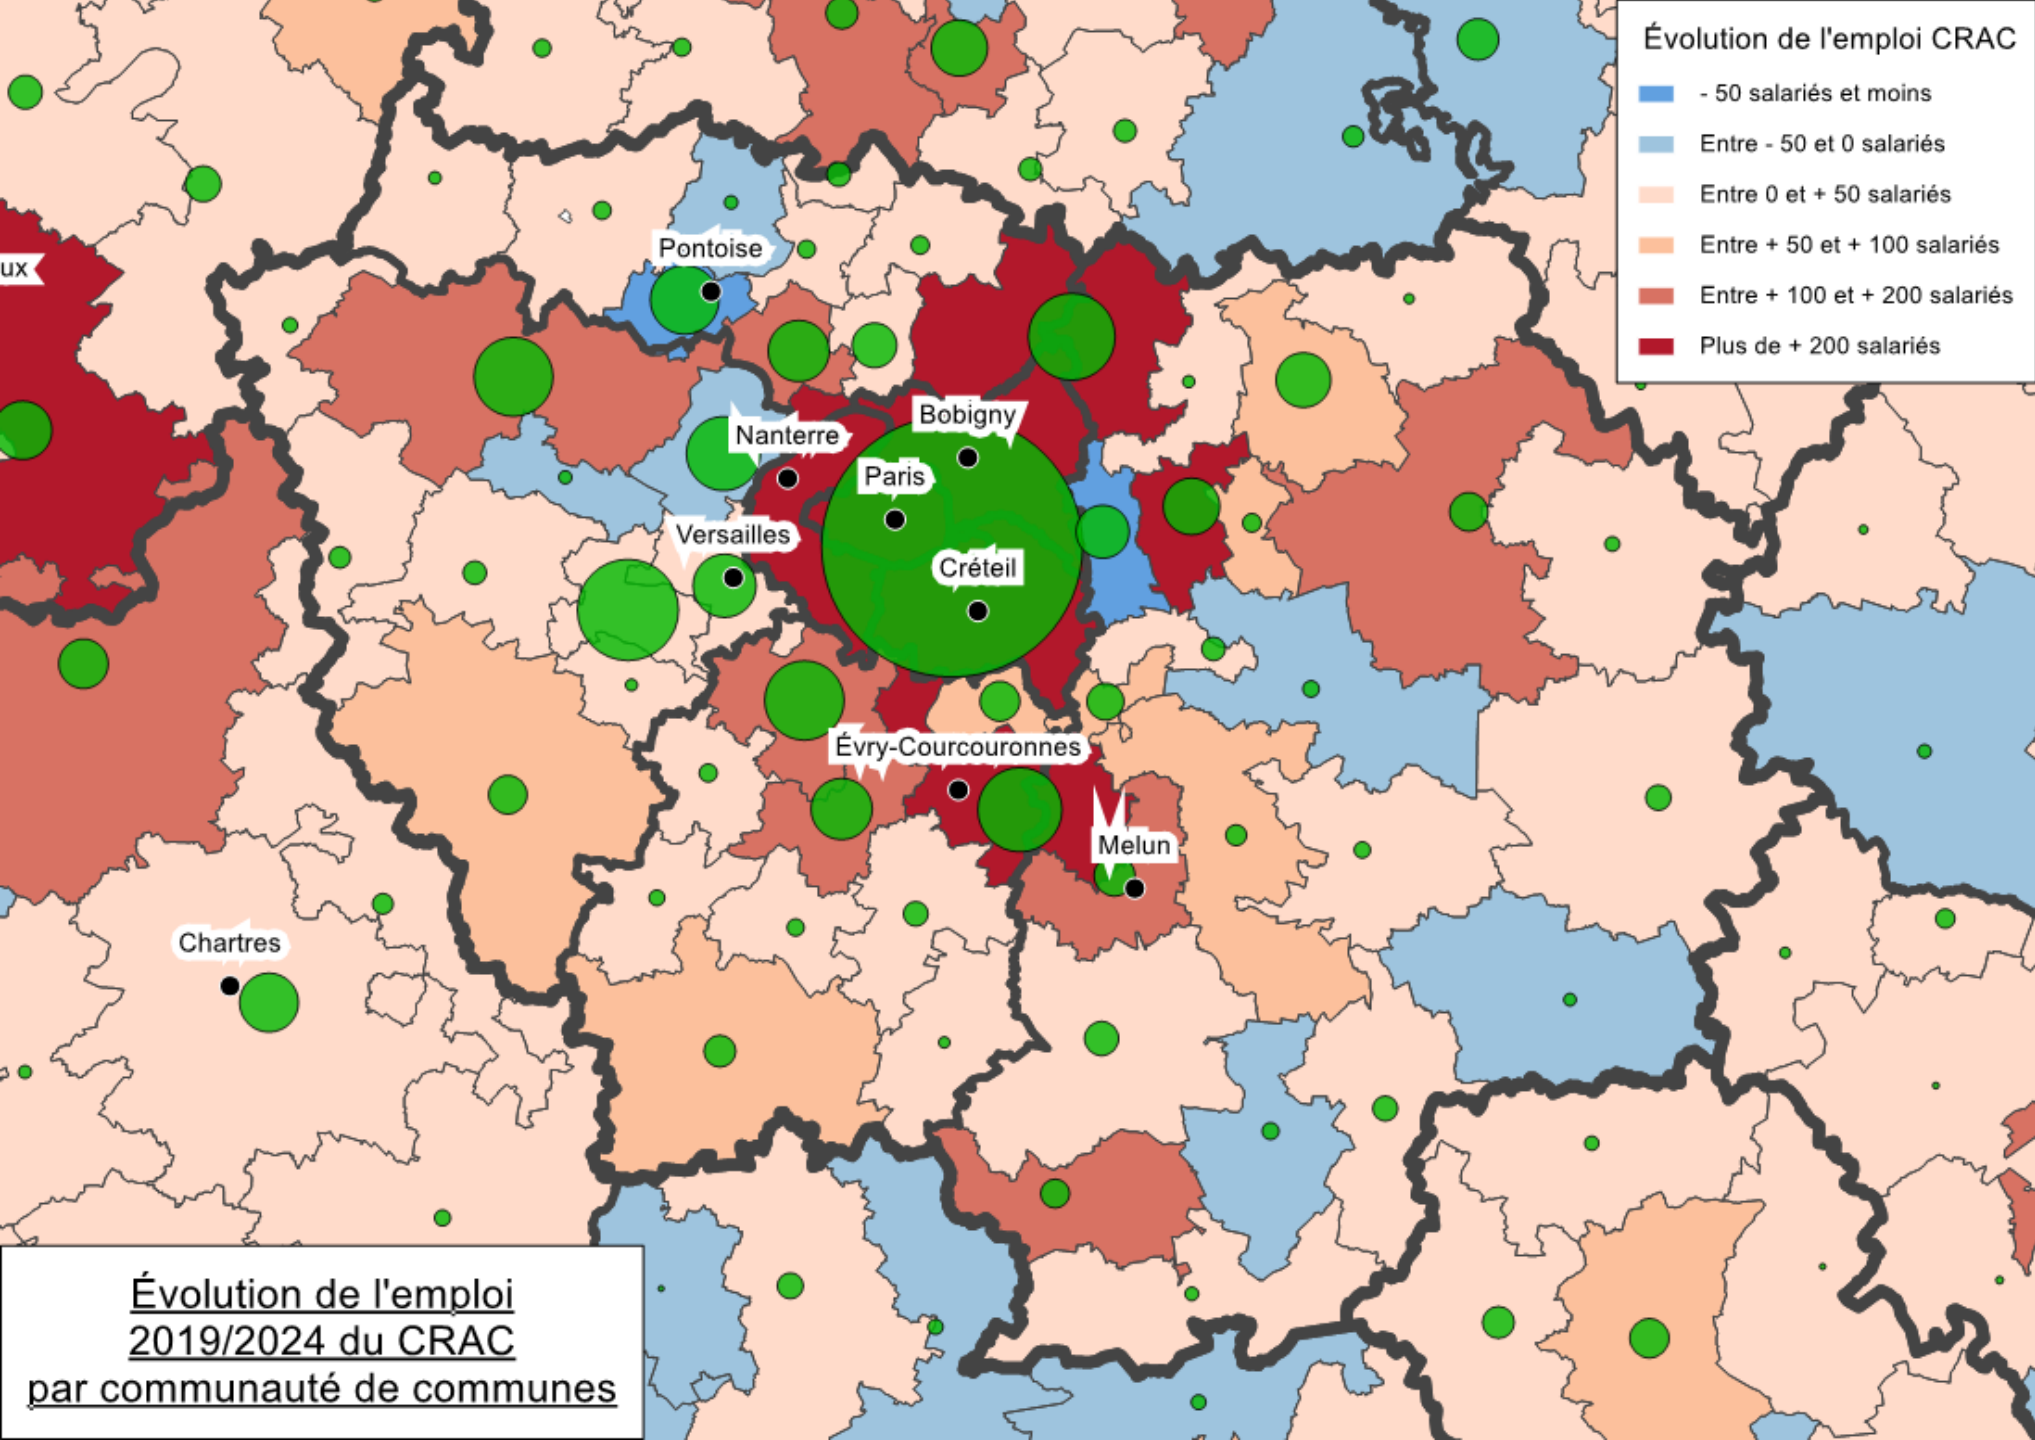 Évolution de l'emploi CRAC
- 50 salariés et moins
Entre - 50 et 0 salariés
Entre 0 et + 50 salariés
Entre + 50 et + 100 salariés
Entre + 100 et + 200 salariés
Plus de + 200 salariés
Pontoise
ux
Bobigny
Nanterre
Paris
Versailles
Créteil
Évry-Courcouronnes
Melun
Chartres
Évolution de l'emploi
2019/2024 du CRAC
par communauté de communes